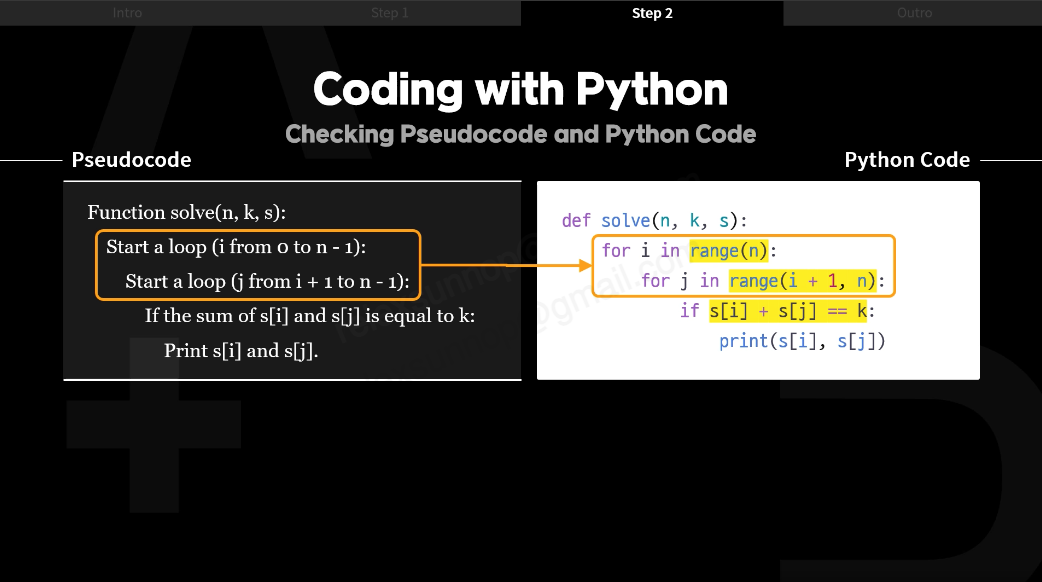 Intro
Step 1
Step 2
Outro
Coding with Python
Checking Pseudocode and Python Code
Pseudocode
Python Code
Function solve(n, k, s):
Start a loop (i from 0 to n - 1):
Start a loop (j from i + 1 to n - 1):
If the sum of s[i] and s[j] is equal to k:
Print s[i] and s[j].
def solve(n, k, s):
for i in range(n):
for j in range(i + 1, n):
if s[i] + s[j] == k:
print(s[i], s[j])